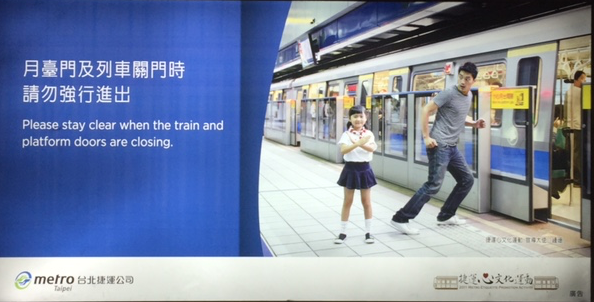 月臺門及列車關門時
請勿強行進出
Please stay clear when the train and
platform doors are closing.
metro 台北捷運公司
Taipei
捷運心文化運動
廣告